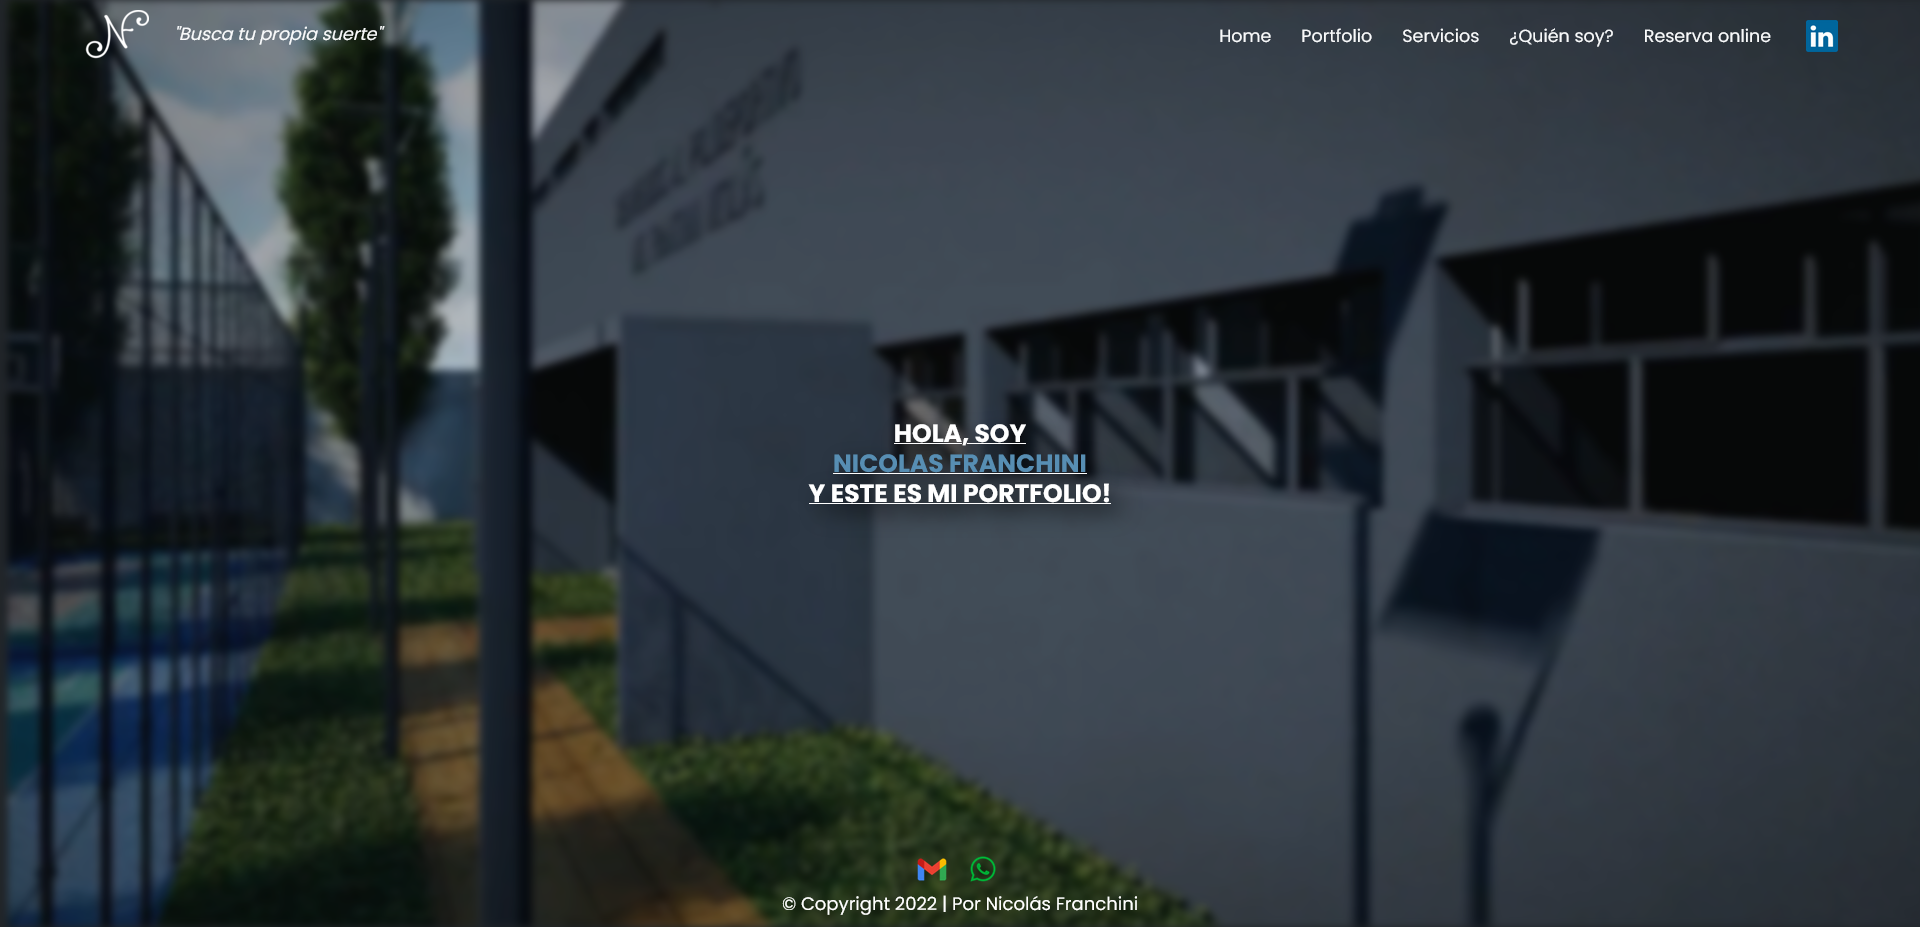 "Busca tu propia suerte"
Home Portfolio Servicios ¿Quién soy? Reserva online in
HOLA, SOY
NICOLAS FRANCHINI
Y ESTE ES MI PORTFOLIO!
© Copyright 2022 | Por Nicolás Franchini